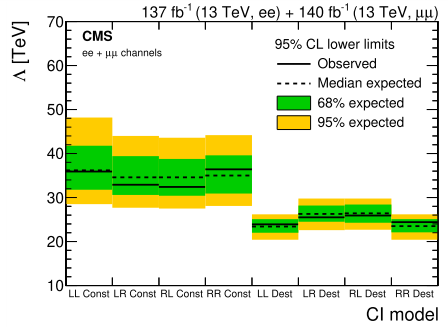 137 fb⁻¹ (13 TeV, ee) + 140 fb⁻¹ (13 TeV, μμ)
Λ [TeV]
70
60
50
40
30
20
10
CMS
ee + μμ channels
95% CL lower limits
Observed
Median expected
68% expected
95% expected
LL Const LR Const RL Const RR Const LL Dest LR Dest RL Dest RR Dest
CI model